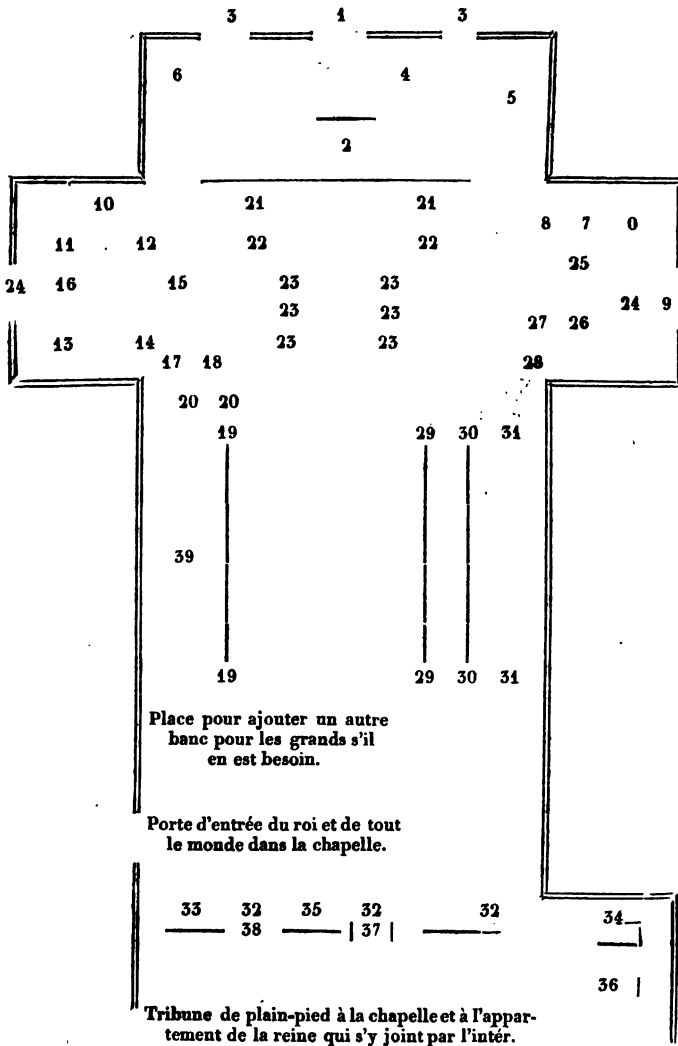 3 1 3
6 4
5
2
10 21 21
8 7 0
11 12 22 22
25
24 16 15 23 23
24 9
23 23
27 26
13 14 23 23
17 18 28
20 20
19 29 30 31
39
19 29 30 31
Place pour ajouter un autre
banc pour les grands s'il
en est besoin.
Porte d'entrée du roi et de tout
le monde dans la chapelle.
33 32 35 32 32 34
38 37
36
Tribune de plain-pied à la chapelle et à l'appar-
tement de la reine qui s'y joint par l'intér.